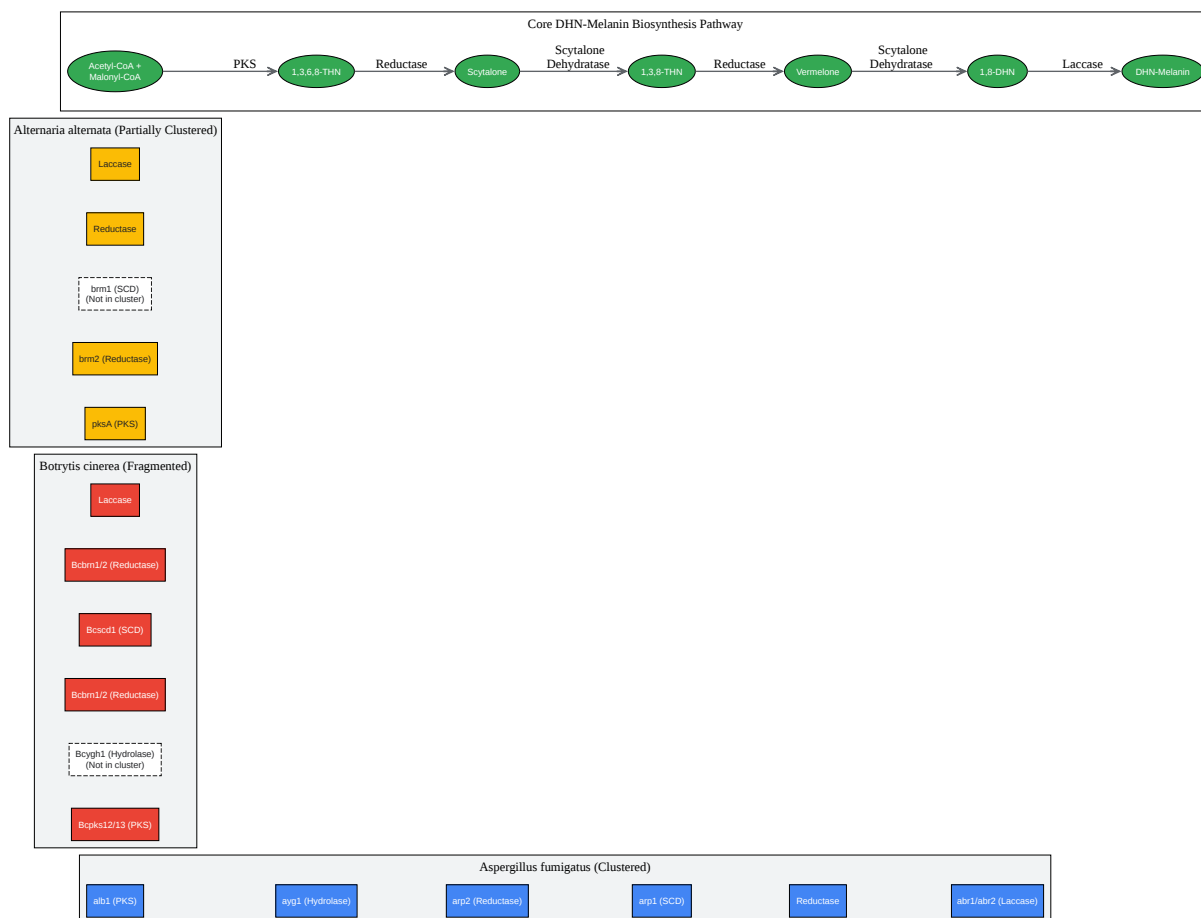 Core DHN-Melanin Biosynthesis Pathway
Acetyl-CoA +
Malonyl-CoA
PKS
1,3,6,8-THN
Reductase
Scytalone
Scytalone
Dehydratase
1,3,8-THN
Reductase
Vermelone
Scytalone
Dehydratase
1,8-DHN
Laccase
DHN-Melanin
Alternaria alternata (Partially Clustered)
Laccase
Reductase
brm1 (SCD)
(Not in cluster)
brm2 (Reductase)
pksA (PKS)
Botrytis cinerea (Fragmented)
Laccase
Bcbrn1/2 (Reductase)
Bcscd1 (SCD)
Bcbrn1/2 (Reductase)
Bcygh1 (Hydrolase)
(Not in cluster)
Bcpks12/13 (PKS)
Aspergillus fumigatus (Clustered)
alb1 (PKS)
ayg1 (Hydrolase)
arp2 (Reductase)
arp1 (SCD)
Reductase
abr1/abr2 (Laccase)